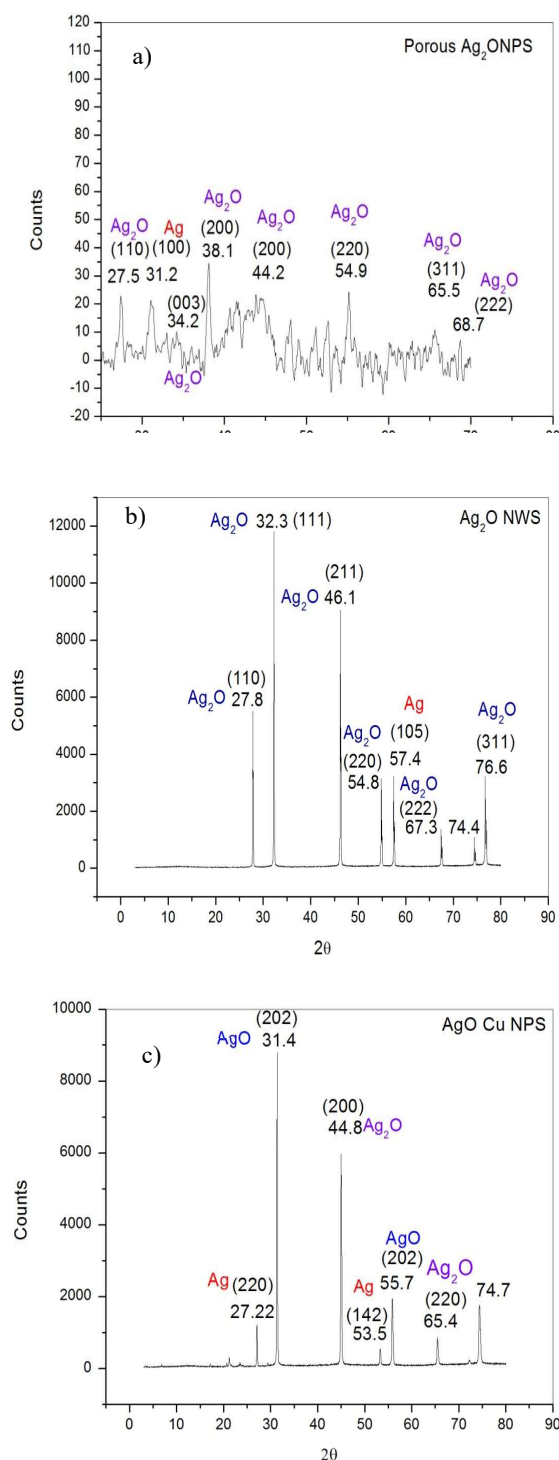 a)
Porous Ag₂ONPS
120
110
100
90
80
70
60
50
40
30
20
10
0
-10
-20
Counts
Ag₂O
(110)
27.5
Ag
(100)
31.2
(003)
34.2
Ag₂O
Ag₂O
(200)
38.1
Ag₂O
(200)
44.2
Ag₂O
(220)
54.9
Ag₂O
(311)
65.5
Ag₂O
(222)
68.7
b)
Ag₂O NWS
12000
10000
8000
6000
4000
2000
0
Counts
Ag₂O 32.3 (111)
(211)
Ag₂O 46.1
(110)
Ag₂O 27.8
Ag₂O
(220)
54.8
Ag
(105)
57.4
Ag₂O
(222)
67.3
74.4
Ag₂O
(311)
76.6
0 10 20 30 40 50 60 70 80 90
2θ
c)
AgO Cu NPS
10000
8000
6000
4000
2000
0
Counts
(202)
AgO 31.4
(200)
44.8 Ag₂O
Ag (220)
27.22
Ag
(142)
53.5
AgO
(202)
55.7
Ag₂O
(220)
65.4
74.7
0 10 20 30 40 50 60 70 80 90
2θ